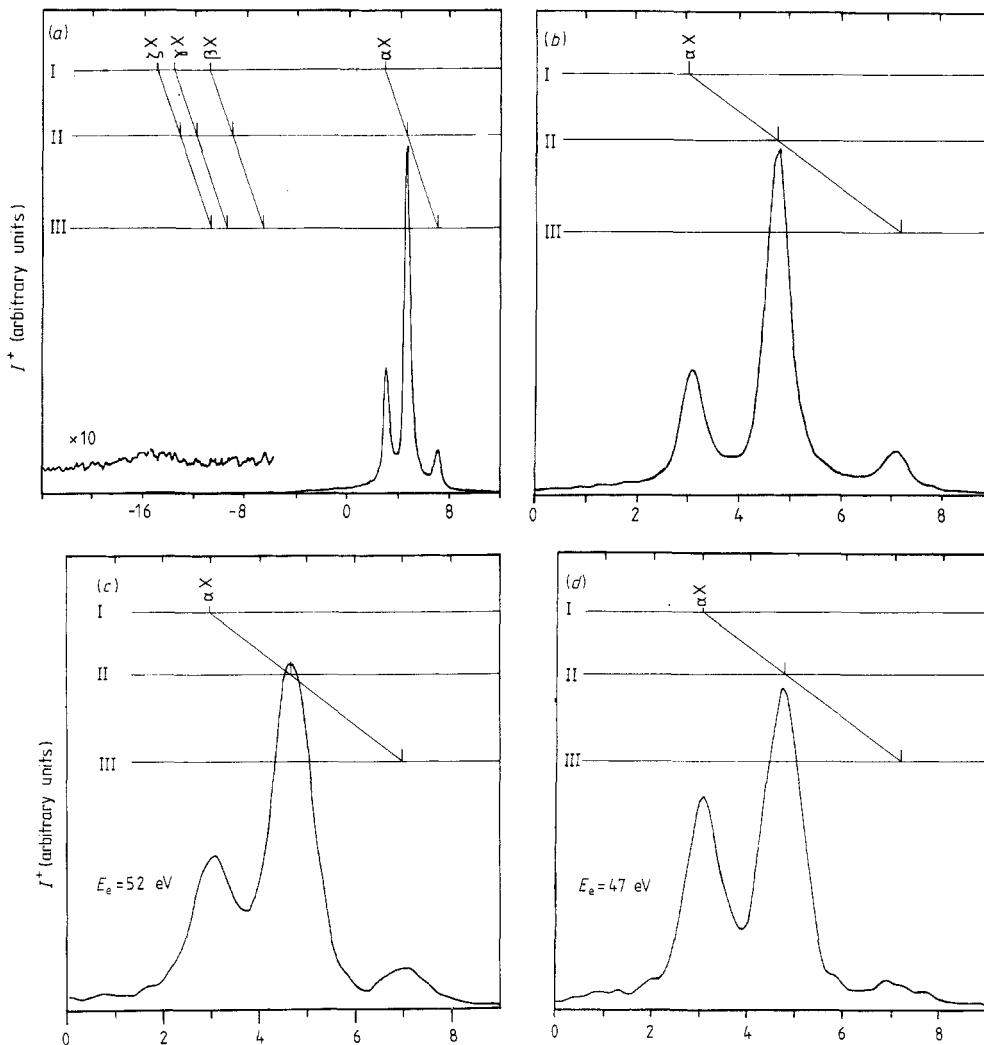 (a)
ζX γX βX αX
I
II
III
×10
-16 -8 0 8
I⁺ (arbitrary units)
(b)
αX
I
II
III
0 2 4 6 8
(c)
αX
I
II
III
E_e = 52 eV
0 2 4 6 8
I⁺ (arbitrary units)
(d)
αX
I
II
III
E_e = 47 eV
0 2 4 6 8